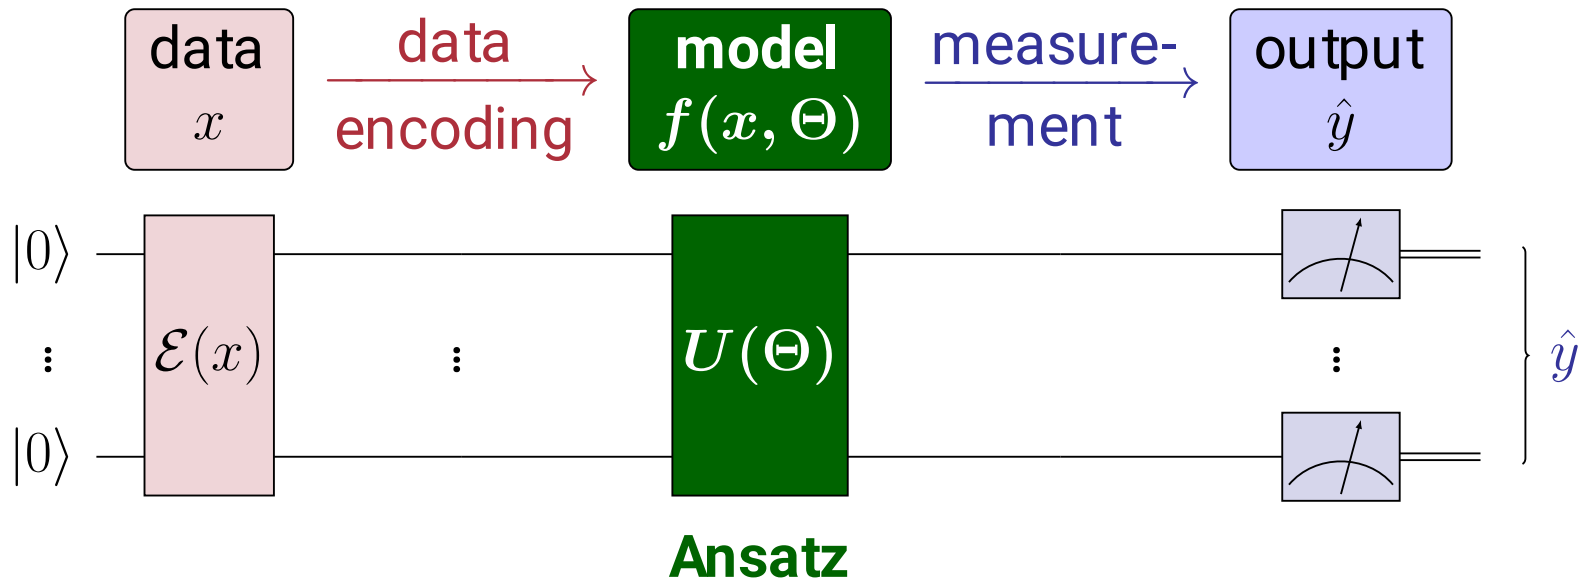 data
x
data
encoding
model
f(x, Θ)
measure-
ment
output
ŷ
|0⟩
⋮
|0⟩
ℰ(x)
⋮
U(Θ)
⋮
ŷ
Ansatz